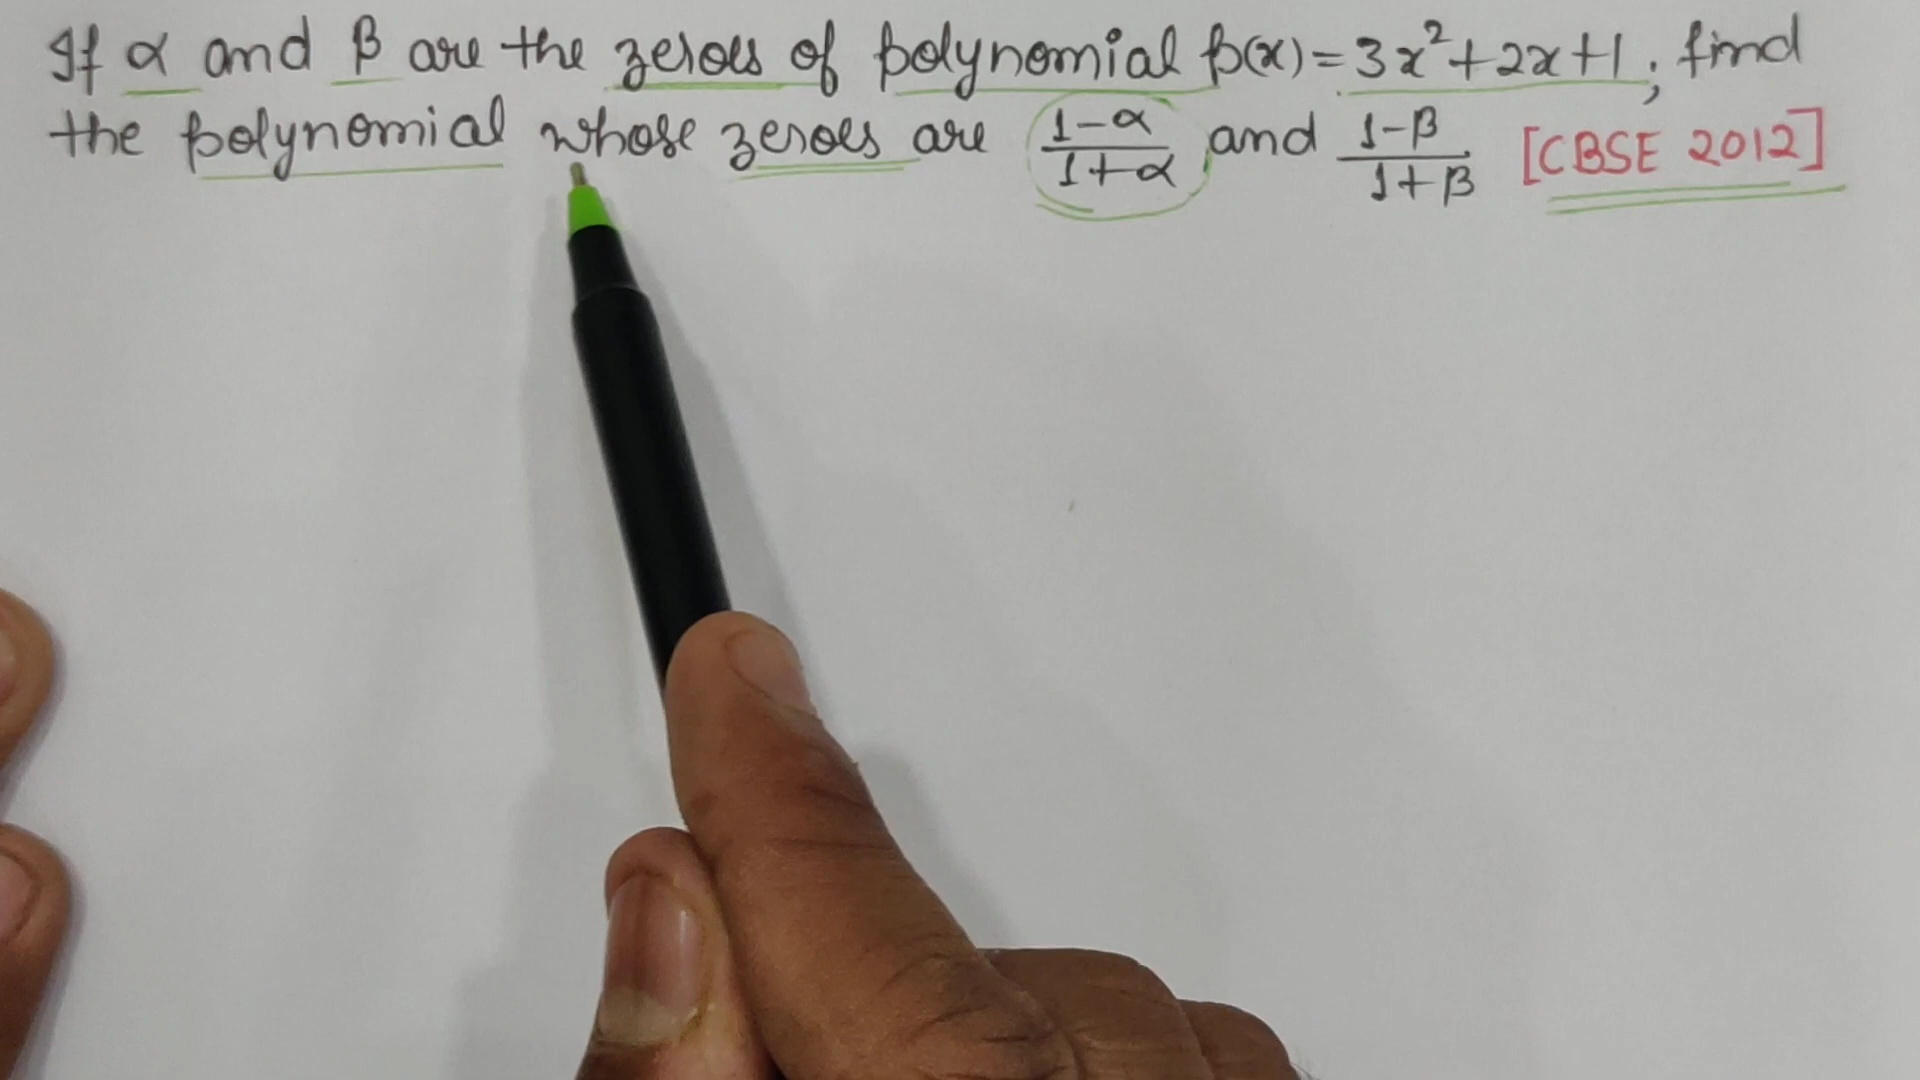 If α and β are the zeroes of polynomial p(x)=3x²+2x+1, find
the polynomial whose zeroes are 1-α/1+α and 1-β/1+β [CBSE 2012]